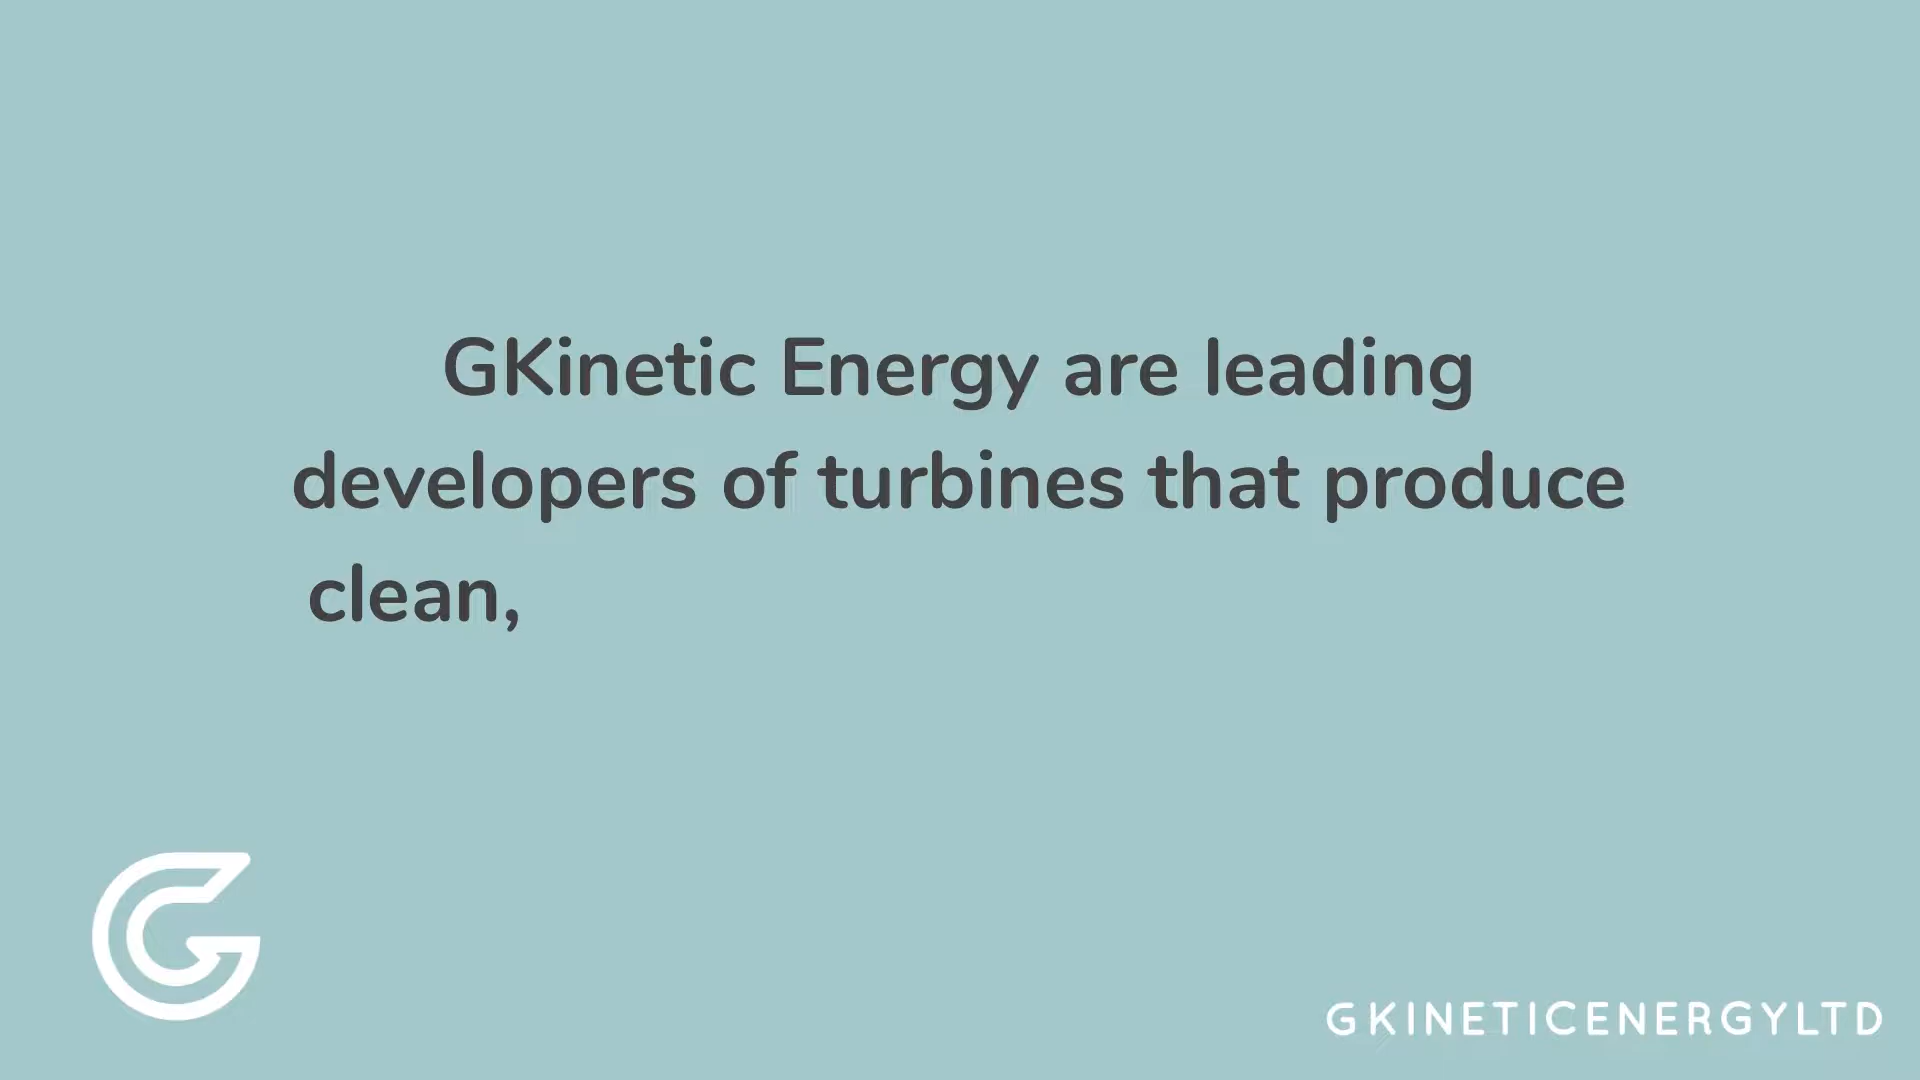 GKinetic Energy are leading
developers of turbines that produce
clean,
GKINETICENERGYLTD